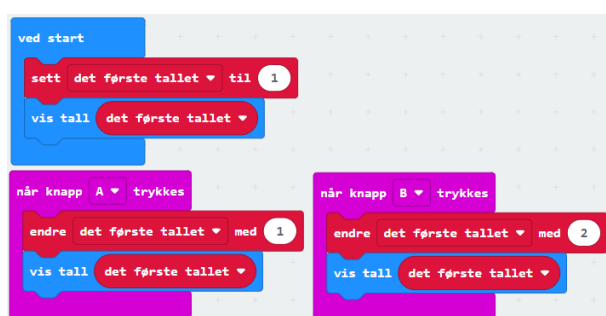 ved start
sett det første tallet til 1
vis tall det første tallet
når knapp A trykkes
endre det første tallet med 1
vis tall det første tallet
når knapp B trykkes
endre det første tallet med 2
vis tall det første tallet